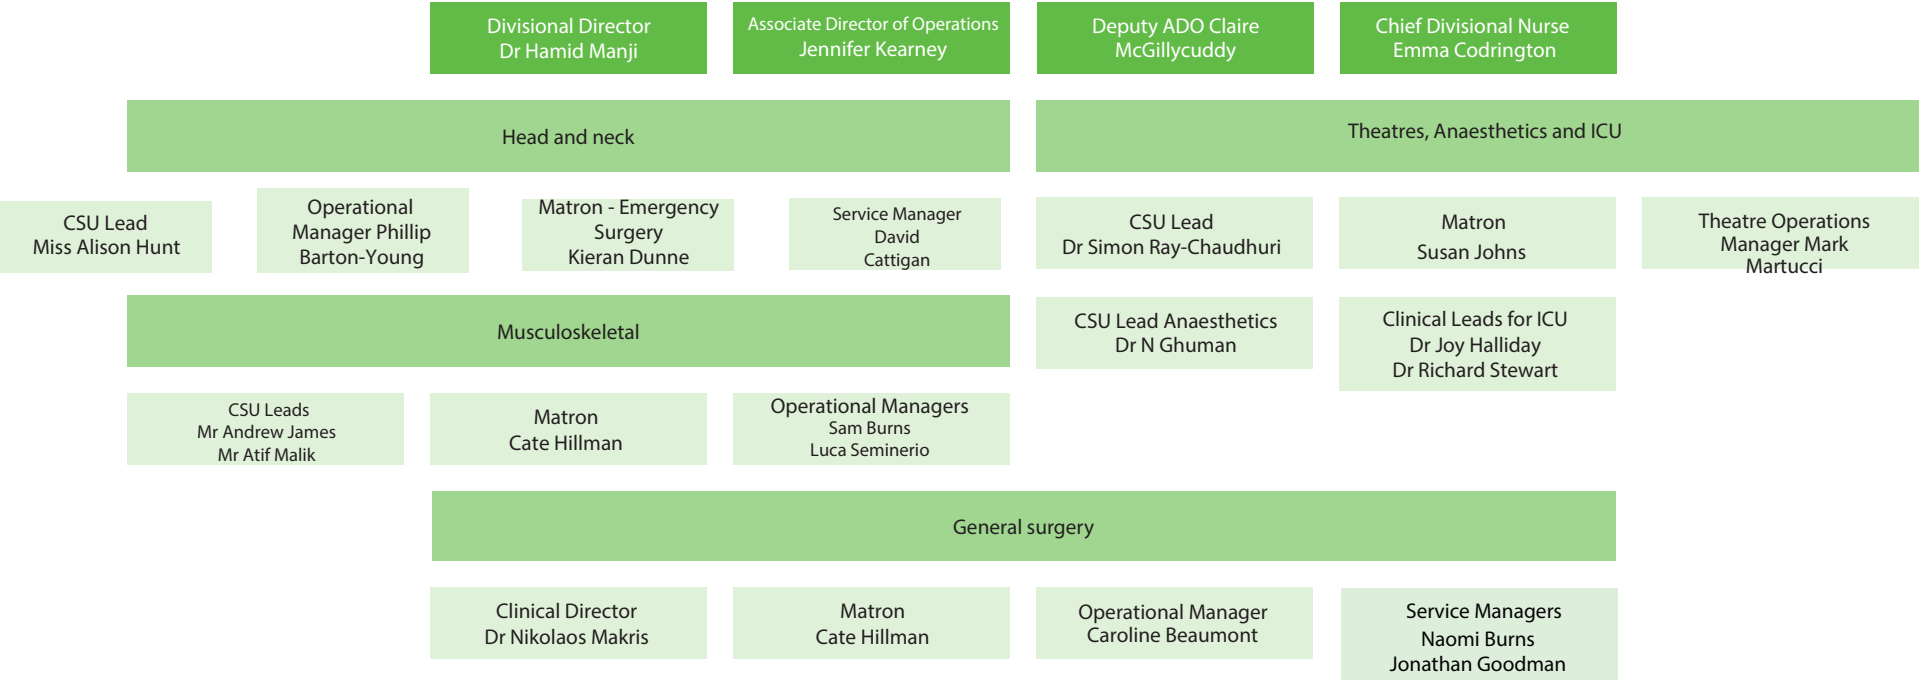 Divisional Director
Dr Hamid Manji
Associate Director of Operations
Jennifer Kearney
Deputy ADO Claire
McGillycuddy
Chief Divisional Nurse
Emma Codrington
Head and neck
Theatres, Anaesthetics and ICU
CSU Lead
Miss Alison Hunt
Operational
Manager Phillip
Barton-Young
Matron - Emergency
Surgery
Kieran Dunne
Service Manager
David
Cattigan
CSU Lead
Dr Simon Ray-Chaudhuri
Matron
Susan Johns
Theatre Operations
Manager Mark
Martucci
Musculoskeletal
CSU Lead Anaesthetics
Dr N Ghuman
Clinical Leads for ICU
Dr Joy Halliday
Dr Richard Stewart
CSU Leads
Mr Andrew James
Mr Atif Malik
Matron
Cate Hillman
Operational Managers
Sam Burns
Luca Seminerio
General surgery
Clinical Director
Dr Nikolaos Makris
Matron
Cate Hillman
Operational Manager
Caroline Beaumont
Service Managers
Naomi Burns
Jonathan Goodman